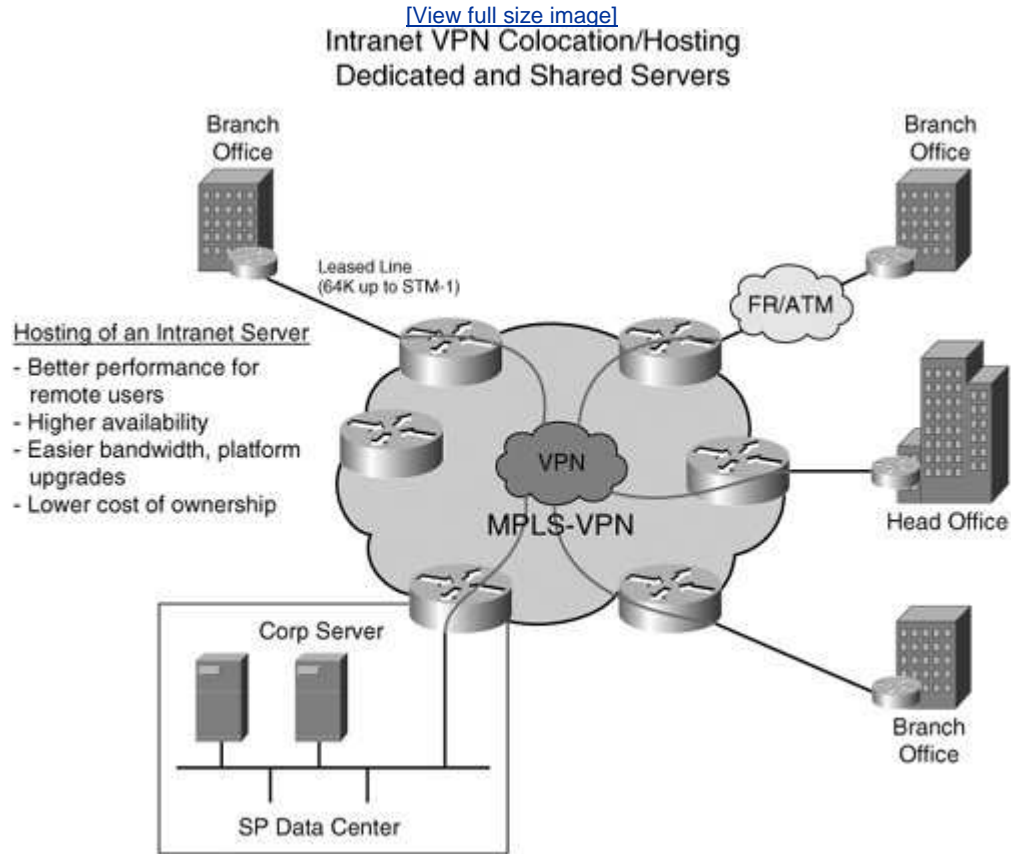 [View full size image]
Intranet VPN Colocation/Hosting
Dedicated and Shared Servers
Branch
Office
Branch
Office
Leased Line
(64K up to STM-1)
FR/ATM
Hosting of an Intranet Server
- Better performance for
remote users
- Higher availability
- Easier bandwidth, platform
upgrades
- Lower cost of ownership
VPN
MPLS-VPN
Head Office
Corp Server
Branch
Office
SP Data Center